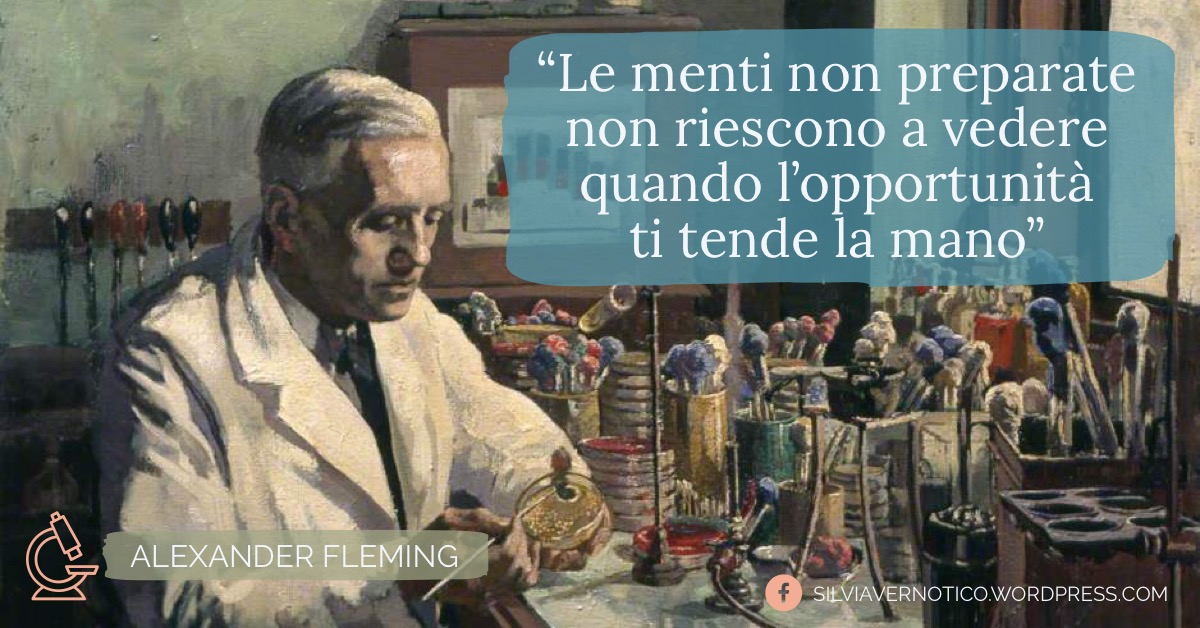 “Le menti non preparate
non riescono a vedere
quando l’opportunità
ti tende la mano”
ALEXANDER FLEMING
SILVIAVERNOTICO.WORDPRESS.COM